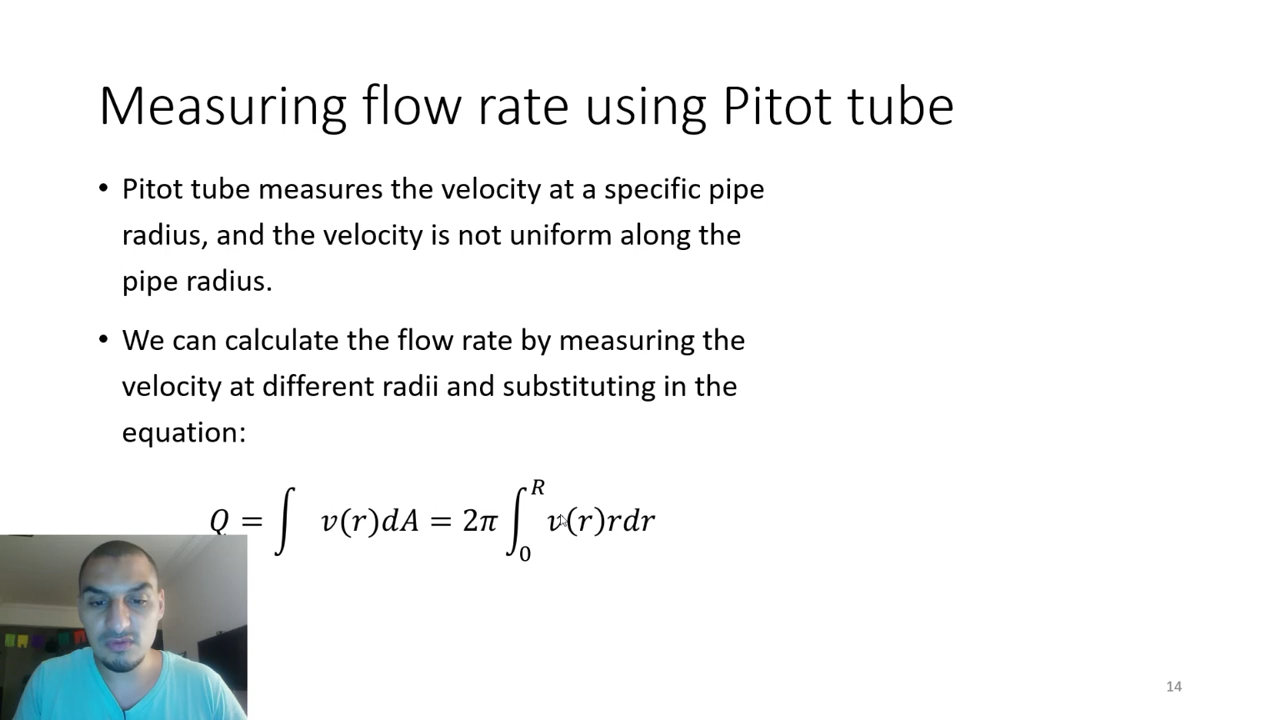 Measuring flow rate using Pitot tube
• Pitot tube measures the velocity at a specific pipe
radius, and the velocity is not uniform along the
pipe radius.
• We can calculate the flow rate by measuring the
velocity at different radii and substituting in the
equation:
Q = ∫ v(r)dA = 2π ∫₀ᴿ v(r)rdr
14